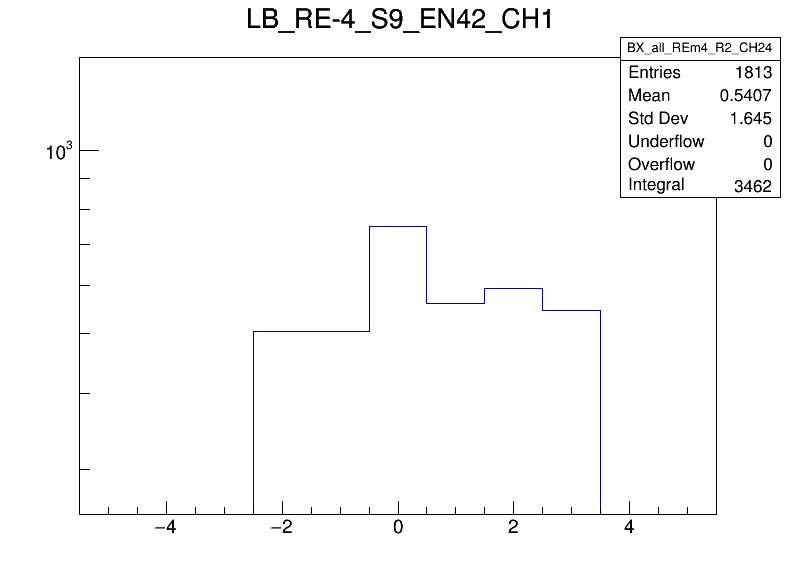 LB_RE-4_S9_EN42_CH1
BX_all_REm4_R2_CH24
Entries 1813
Mean 0.5407
Std Dev 1.645
Underflow 0
Overflow 0
Integral 3462
10³
−4 −2 0 2 4